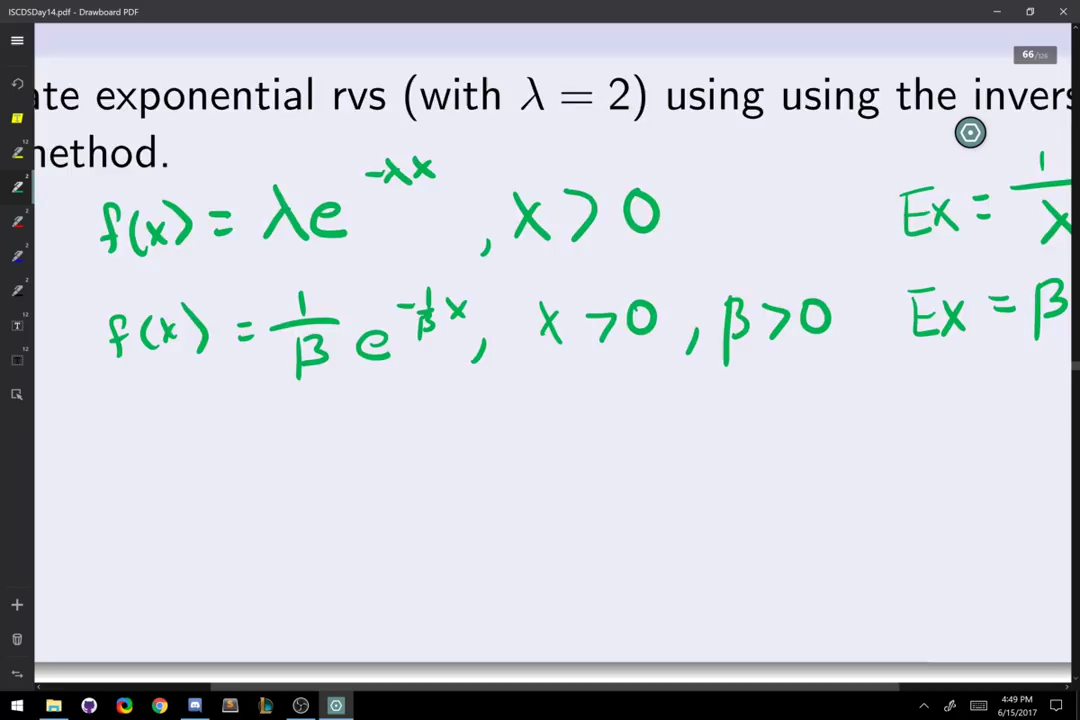 ISCDSDay14.pdf - Drawboard PDF
66/126
ate exponential rvs (with λ = 2) using using the invers
method.
f(x) = λe^{-λx}, x > 0 Ex = 1/λ
f(x) = 1/β e^{-1/β x}, x > 0, β > 0 Ex = β
4:49 PM
6/15/2017